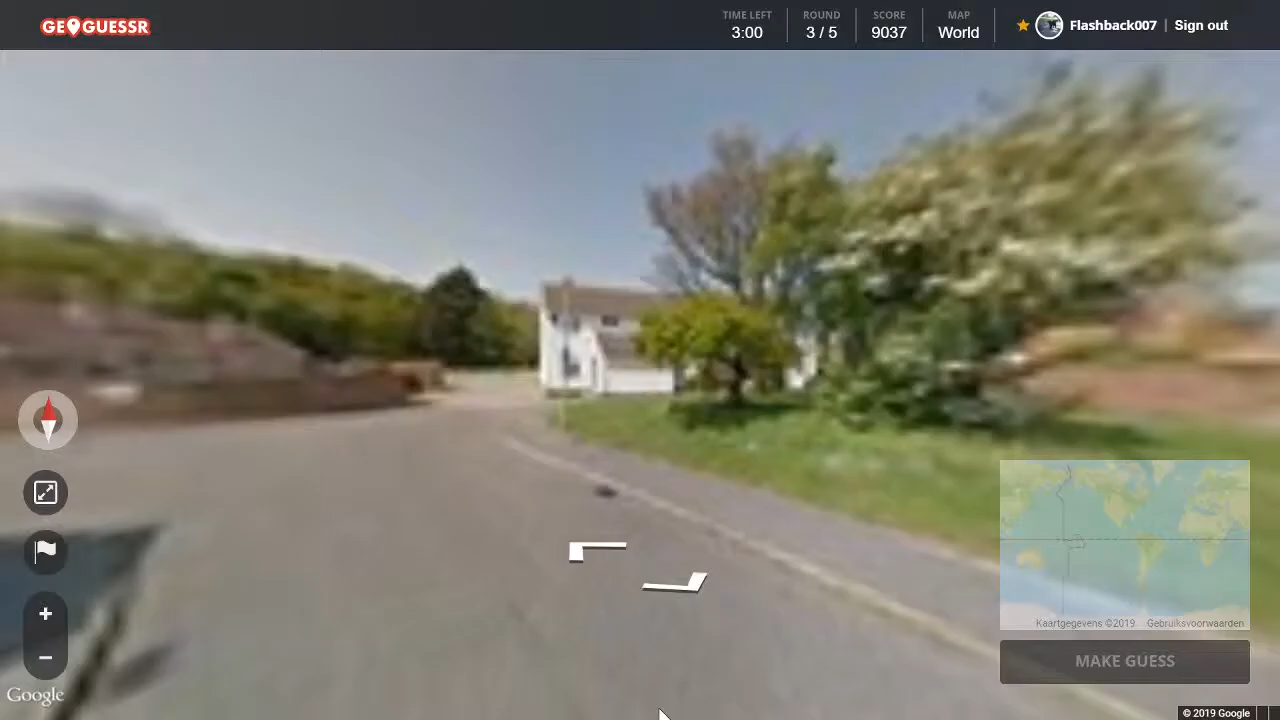 GEOGUESSR
TIME LEFT
3:00
ROUND
3 / 5
SCORE
9037
MAP
World
Flashback007 | Sign out
+
−
Google
Kaartgegevens ©2019 Gebruiksvoorwaarden
MAKE GUESS
© 2019 Google